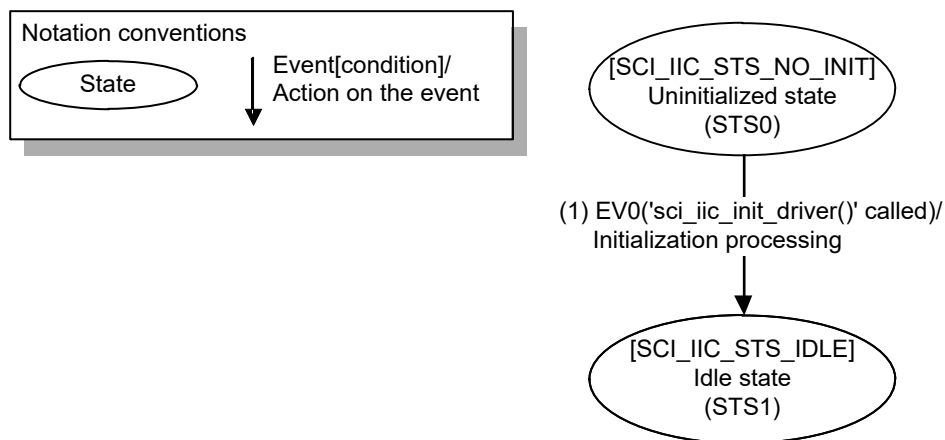 Notation conventions
State
Event[condition]/
Action on the event
[SCI_IIC_STS_NO_INIT]
Uninitialized state
(STS0)
(1) EV0('sci_iic_init_driver()' called)/
Initialization processing
[SCI_IIC_STS_IDLE]
Idle state
(STS1)